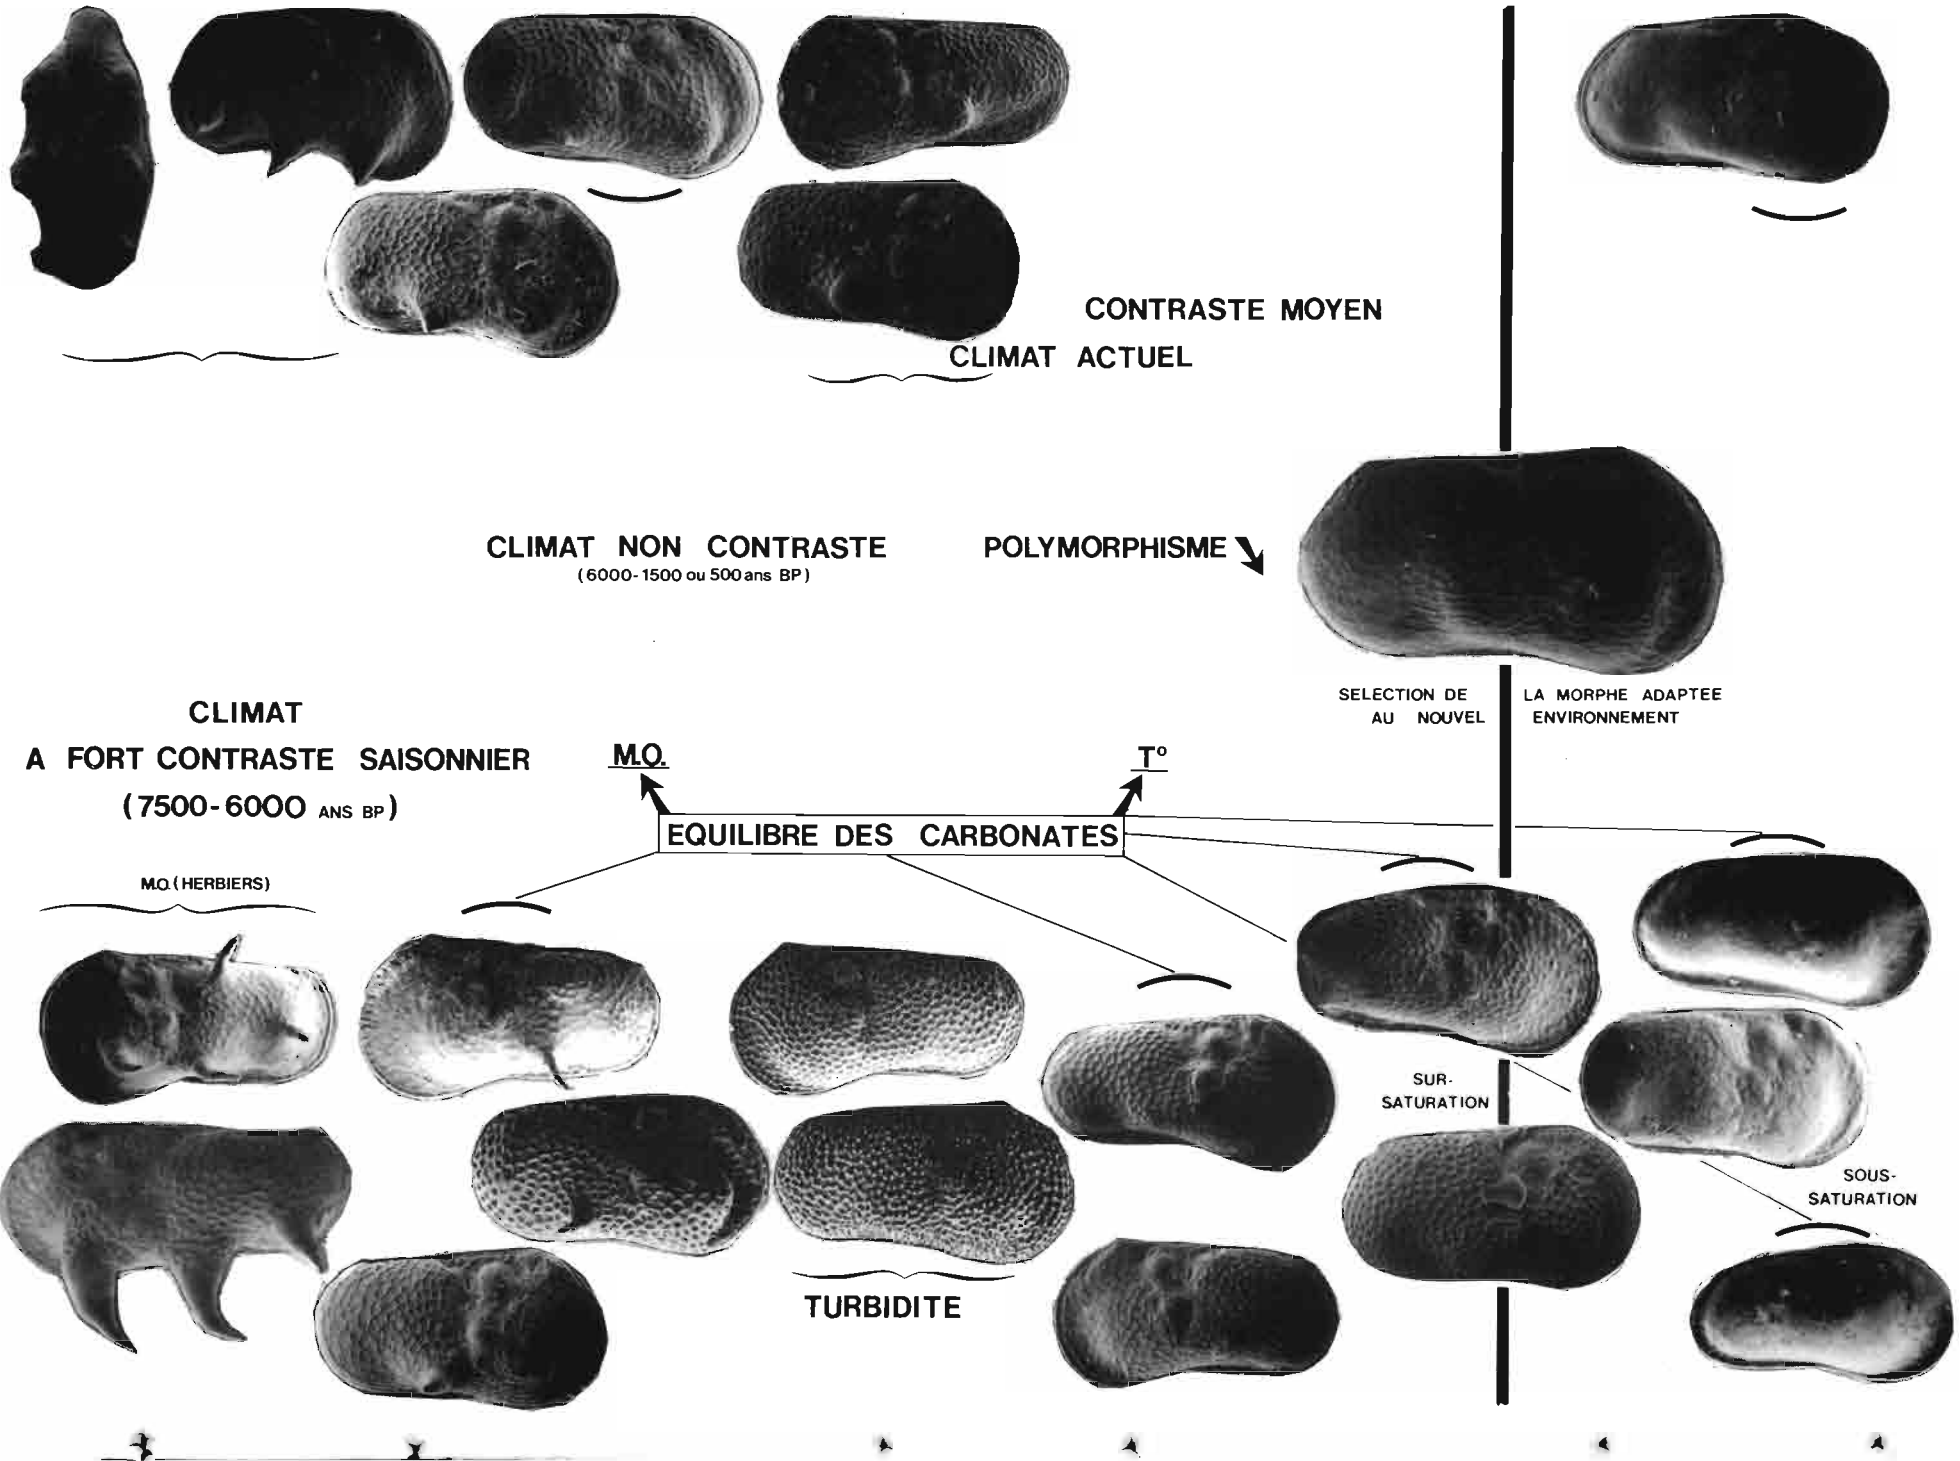 CONTRASTE MOYEN
CLIMAT ACTUEL
CLIMAT NON CONTRASTE
(6000-1500 ou 500 ans BP)
POLYMORPHISME
SELECTION DE LA MORPHE ADAPTEE
AU NOUVEL ENVIRONNEMENT
CLIMAT
A FORT CONTRASTE SAISONNIER
(7500-6000 ANS BP)
M.O.
T°
EQUILIBRE DES CARBONATES
M.O. (HERBIERS)
SUR-
SATURATION
SOUS-
SATURATION
TURBIDITE